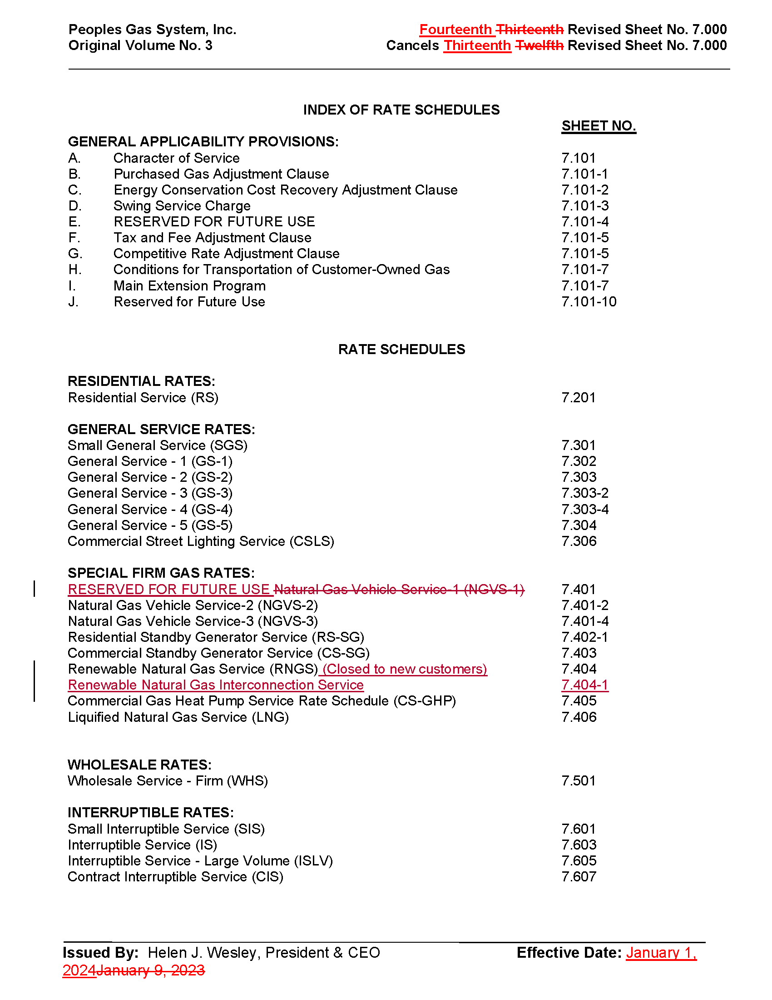 Peoples Gas System, Inc. Fourteenth Thirteenth Revised Sheet No. 7.000
Original Volume No. 3 Cancels Thirteenth Twelfth Revised Sheet No. 7.000
INDEX OF RATE SCHEDULES
SHEET NO.
GENERAL APPLICABILITY PROVISIONS:
A. Character of Service 7.101
B. Purchased Gas Adjustment Clause 7.101-1
C. Energy Conservation Cost Recovery Adjustment Clause 7.101-2
D. Swing Service Charge 7.101-3
E. RESERVED FOR FUTURE USE 7.101-4
F. Tax and Fee Adjustment Clause 7.101-5
G. Competitive Rate Adjustment Clause 7.101-5
H. Conditions for Transportation of Customer-Owned Gas 7.101-7
I. Main Extension Program 7.101-7
J. Reserved for Future Use 7.101-10
RATE SCHEDULES
RESIDENTIAL RATES:
Residential Service (RS) 7.201
GENERAL SERVICE RATES:
Small General Service (SGS) 7.301
General Service - 1 (GS-1) 7.302
General Service - 2 (GS-2) 7.303
General Service - 3 (GS-3) 7.303-2
General Service - 4 (GS-4) 7.303-4
General Service - 5 (GS-5) 7.304
Commercial Street Lighting Service (CSLS) 7.306
SPECIAL FIRM GAS RATES:
RESERVED FOR FUTURE USE Natural Gas Vehicle Service-1 (NGVS-1) 7.401
Natural Gas Vehicle Service-2 (NGVS-2) 7.401-2
Natural Gas Vehicle Service-3 (NGVS-3) 7.401-4
Residential Standby Generator Service (RS-SG) 7.402-1
Commercial Standby Generator Service (CS-SG) 7.403
Renewable Natural Gas Service (RNGS) (Closed to new customers) 7.404
Renewable Natural Gas Interconnection Service 7.404-1
Commercial Gas Heat Pump Service Rate Schedule (CS-GHP) 7.405
Liquified Natural Gas Service (LNG) 7.406
WHOLESALE RATES:
Wholesale Service - Firm (WHS) 7.501
INTERRUPTIBLE RATES:
Small Interruptible Service (SIS) 7.601
Interruptible Service (IS) 7.603
Interruptible Service - Large Volume (ISLV) 7.605
Contract Interruptible Service (CIS) 7.607
Issued By: Helen J. Wesley, President & CEO Effective Date: January 1,
2024January 9, 2023